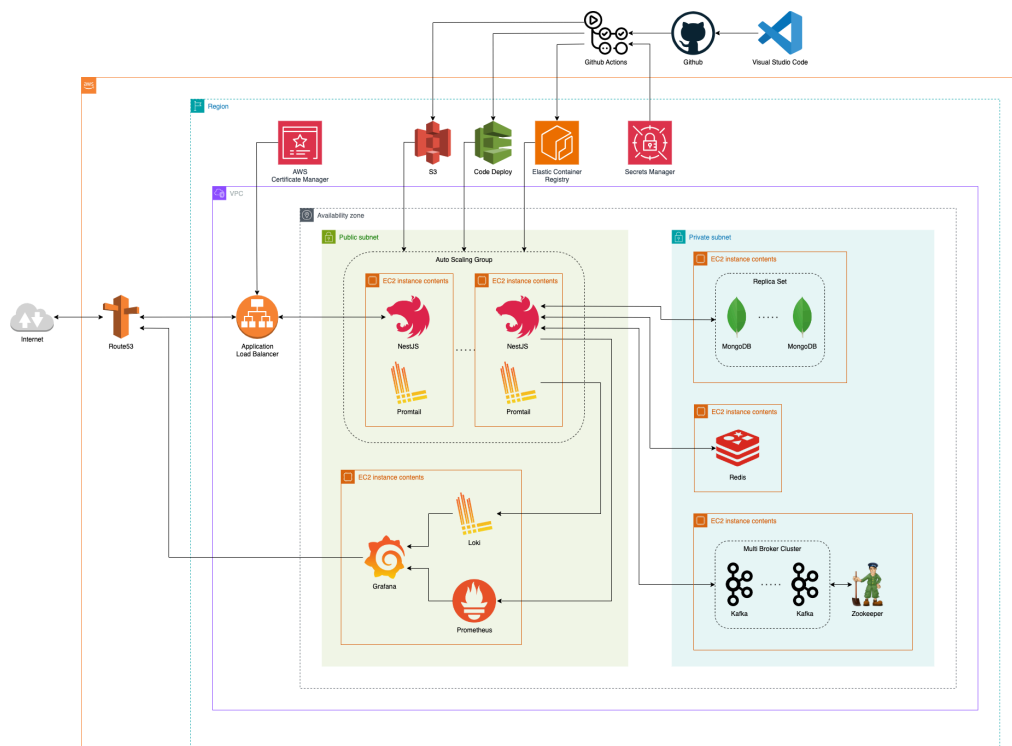 Github Actions
Github
Visual Studio Code
Region
AWS
Certificate Manager
S3
Code Deploy
Elastic Container
Registry
Secrets Manager
VPC
Availability zone
Public subnet
Private subnet
Auto Scaling Group
EC2 instance contents
EC2 instance contents
EC2 instance contents
Replica Set
NestJS
NestJS
MongoDB
MongoDB
Internet
Route53
Application
Load Balancer
Promtail
Promtail
EC2 instance contents
Redis
EC2 instance contents
EC2 instance contents
Loki
Multi Broker Cluster
Grafana
Kafka
Kafka
Zookeeper
Prometheus